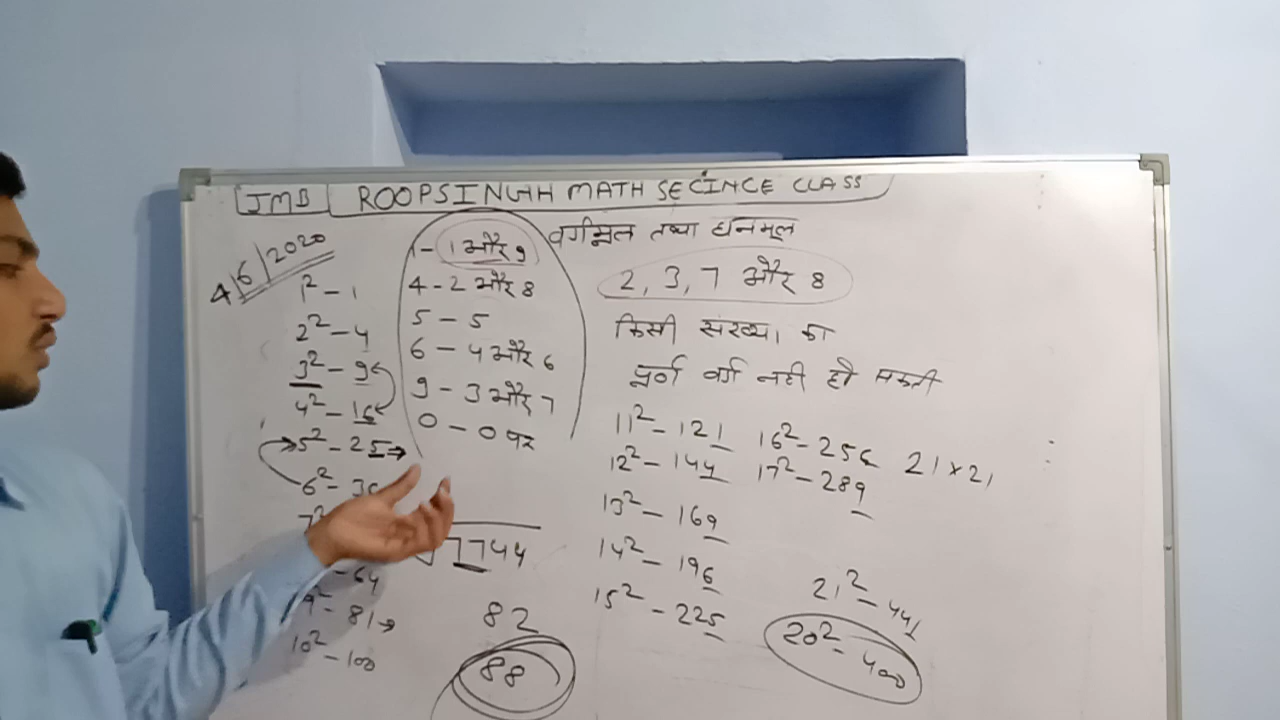 JMB ROOPSINGH MATH SECINCE CLASS
4/6/2020
वर्गमूल तथा घनमूल
1² - 1
2² - 4
3² - 9
4² - 16
5² - 25
6² - 36
7²
- 64
9² - 81
10² - 100
1 - 1 और 9
4 - 2 और 8
5 - 5
6 - 4 और 6
9 - 3 और 7
0 - 0 पर
√7744
82
88
2, 3, 7 और 8
किसी संख्या का
पूर्ण वर्ग नही हो सकती
11² - 121
12² - 144
13² - 169
14² - 196
15² - 225
16² - 256
17² - 289
21 × 21
21² - 441
20² - 400